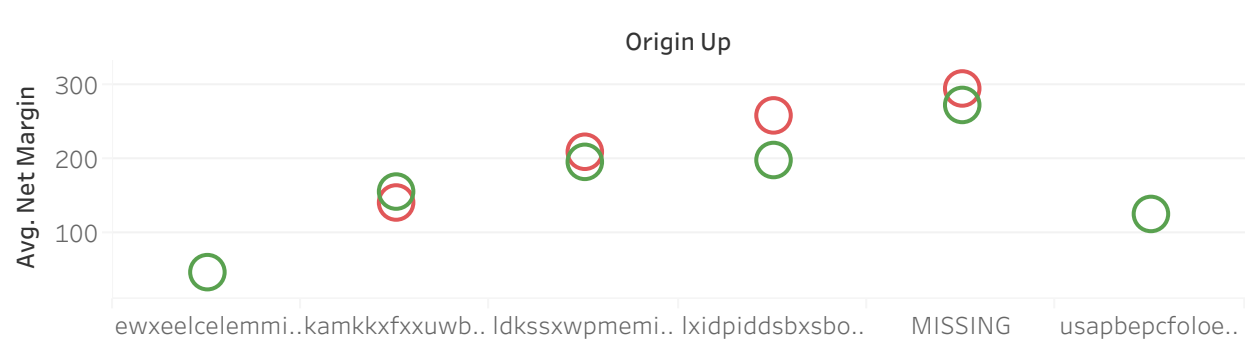 Origin Up
Avg. Net Margin
300
200
100
ewxeelcelemmi.. kamkkxfxxuwb.. ldkssxwpmemi.. lxidpiddsbxsbo.. MISSING usapbepcfoloe..